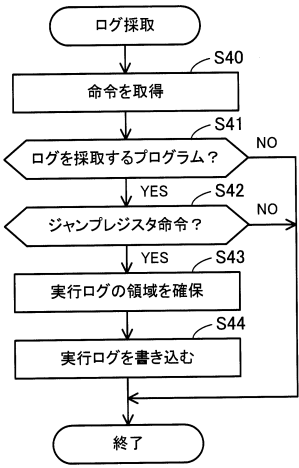 ログ採取
S40
命令を取得
S41
ログを採取するプログラム？
NO
YES
S42
ジャンプレジスタ命令？
NO
YES
S43
実行ログの領域を確保
S44
実行ログを書き込む
終了